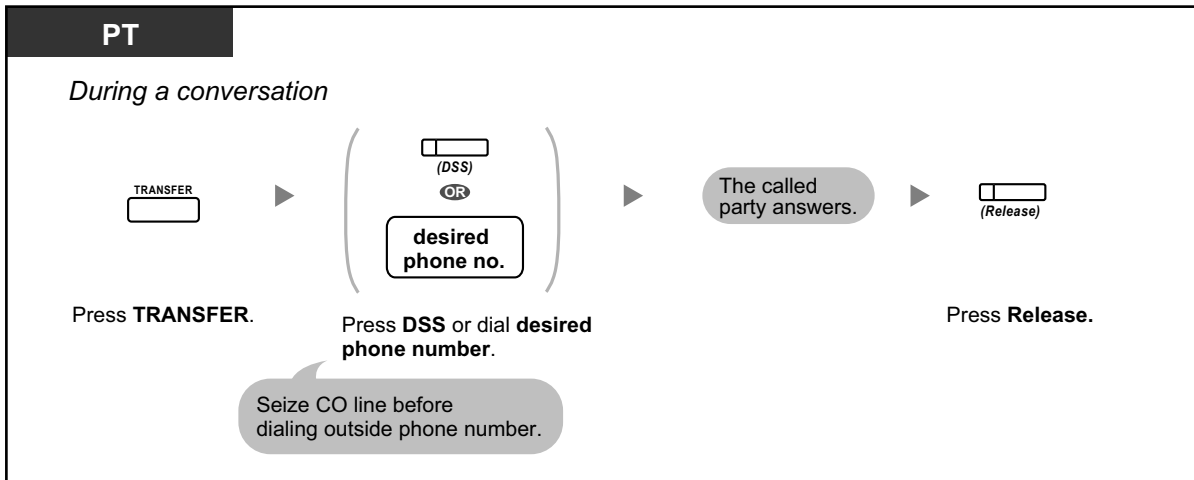 PT
During a conversation
TRANSFER
(DSS)
OR
desired
phone no.
The called
party answers.
(Release)
Press TRANSFER.
Press DSS or dial desired
phone number.
Press Release.
Seize CO line before
dialing outside phone number.